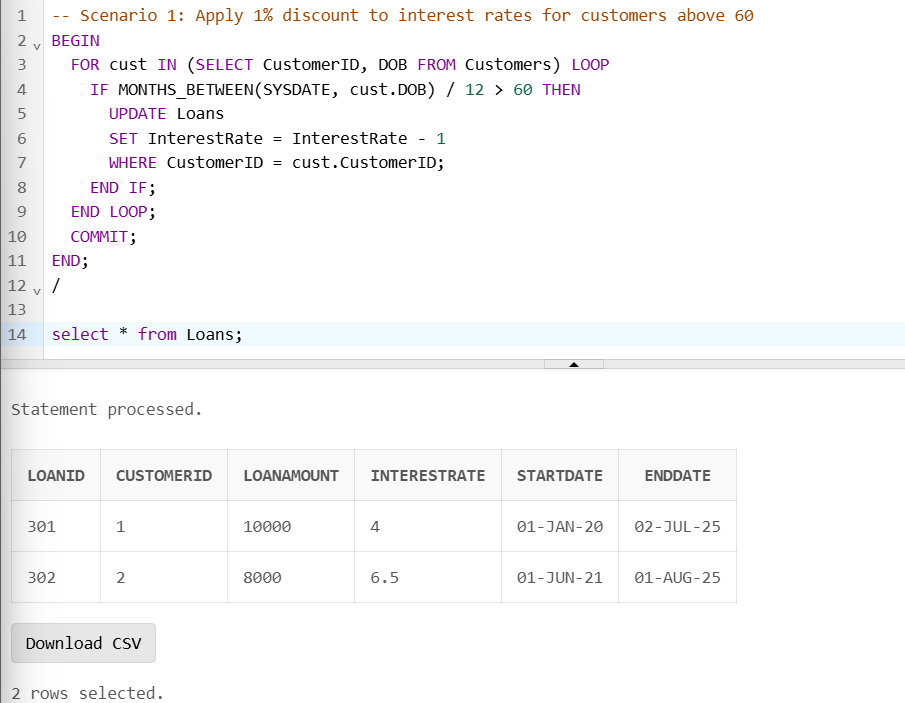 1 -- Scenario 1: Apply 1% discount to interest rates for customers above 60
2 BEGIN
3 FOR cust IN (SELECT CustomerID, DOB FROM Customers) LOOP
4 IF MONTHS_BETWEEN(SYSDATE, cust.DOB) / 12 > 60 THEN
5 UPDATE Loans
6 SET InterestRate = InterestRate - 1
7 WHERE CustomerID = cust.CustomerID;
8 END IF;
9 END LOOP;
10 COMMIT;
11 END;
12 /
13
14 select * from Loans;
Statement processed.
LOANID CUSTOMERID LOANAMOUNT INTERESTRATE STARTDATE ENDDATE
301 1 10000 4 01-JAN-20 02-JUL-25
302 2 8000 6.5 01-JUN-21 01-AUG-25
Download CSV
2 rows selected.